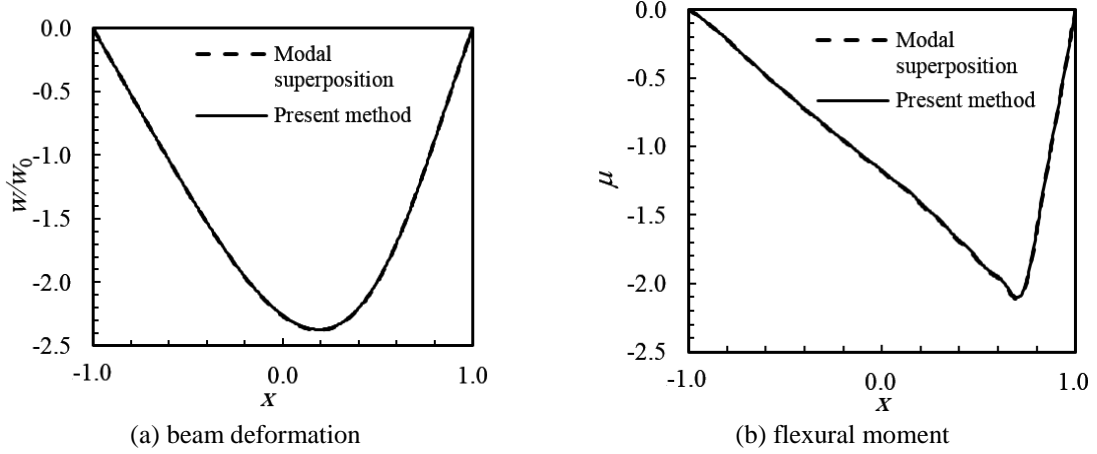 0.0
-0.5
-1.0
-1.5
-2.0
-2.5
w/w0
-1.0
0.0
1.0
x
Modal
superposition
Present method
(a) beam deformation
0.0
-0.5
-1.0
-1.5
-2.0
-2.5
μ
-1.0
0.0
1.0
x
Modal
superposition
Present method
(b) flexural moment